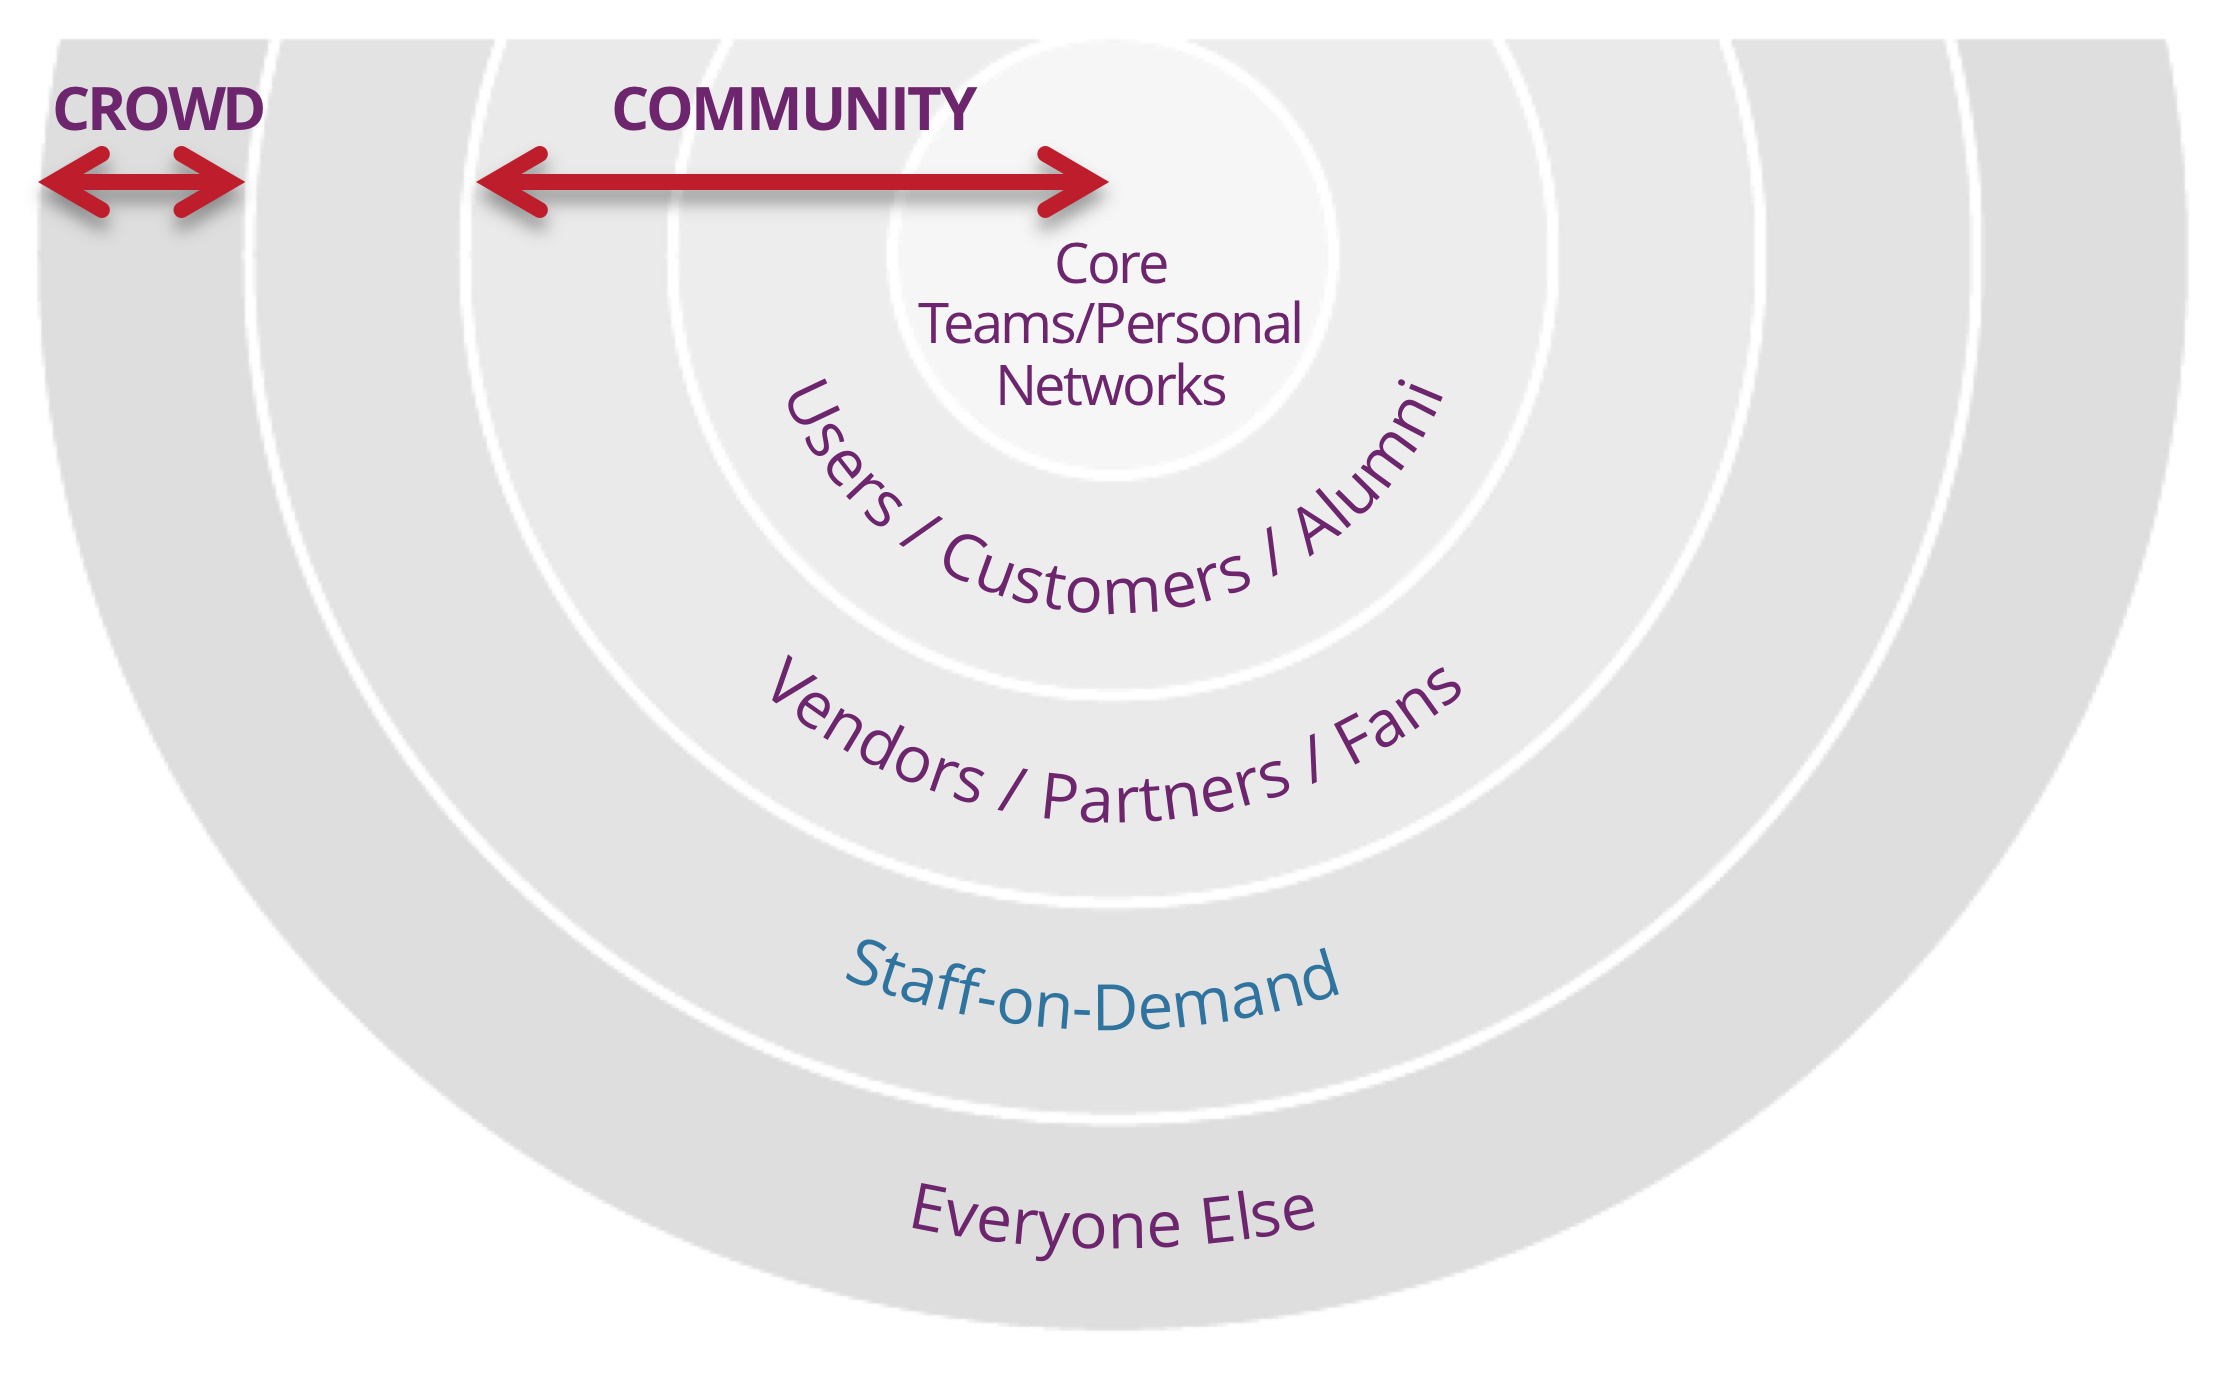 CROWD
COMMUNITY
Core
Teams/Personal
Networks
Users / Customers / Alumni
Vendors / Partners / Fans
Staff-on-Demand
Everyone Else